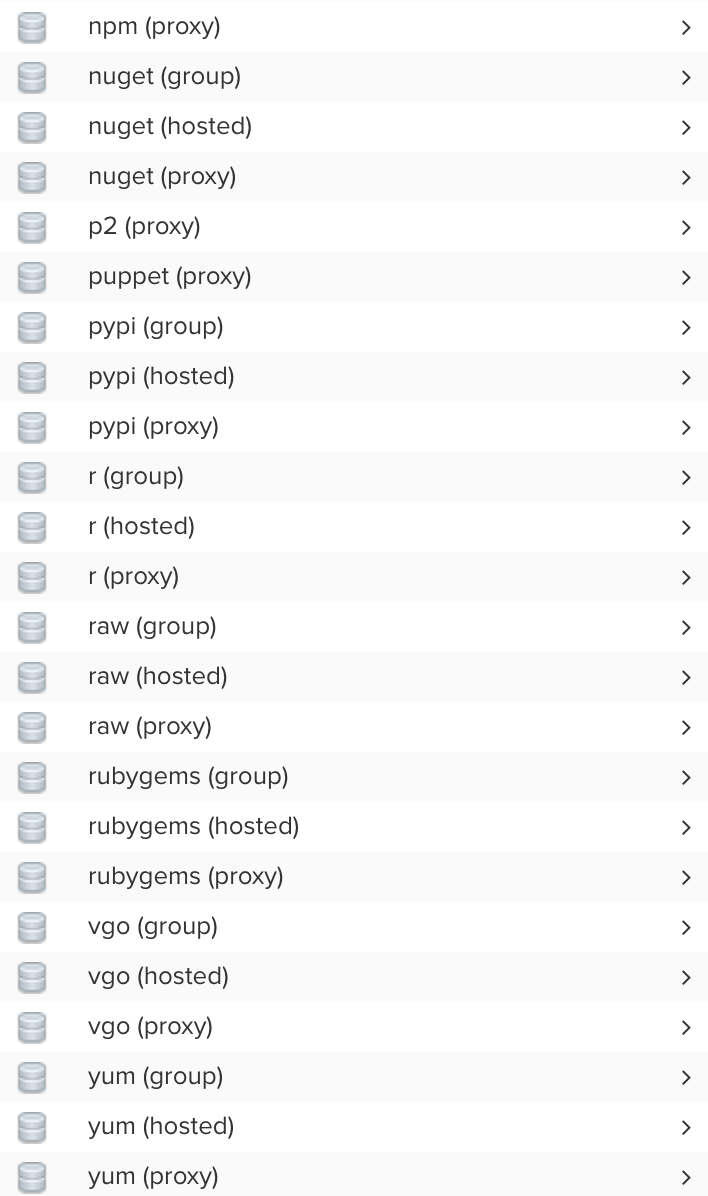 npm (proxy)
nuget (group)
nuget (hosted)
nuget (proxy)
p2 (proxy)
puppet (proxy)
pypi (group)
pypi (hosted)
pypi (proxy)
r (group)
r (hosted)
r (proxy)
raw (group)
raw (hosted)
raw (proxy)
rubygems (group)
rubygems (hosted)
rubygems (proxy)
vgo (group)
vgo (hosted)
vgo (proxy)
yum (group)
yum (hosted)
yum (proxy)